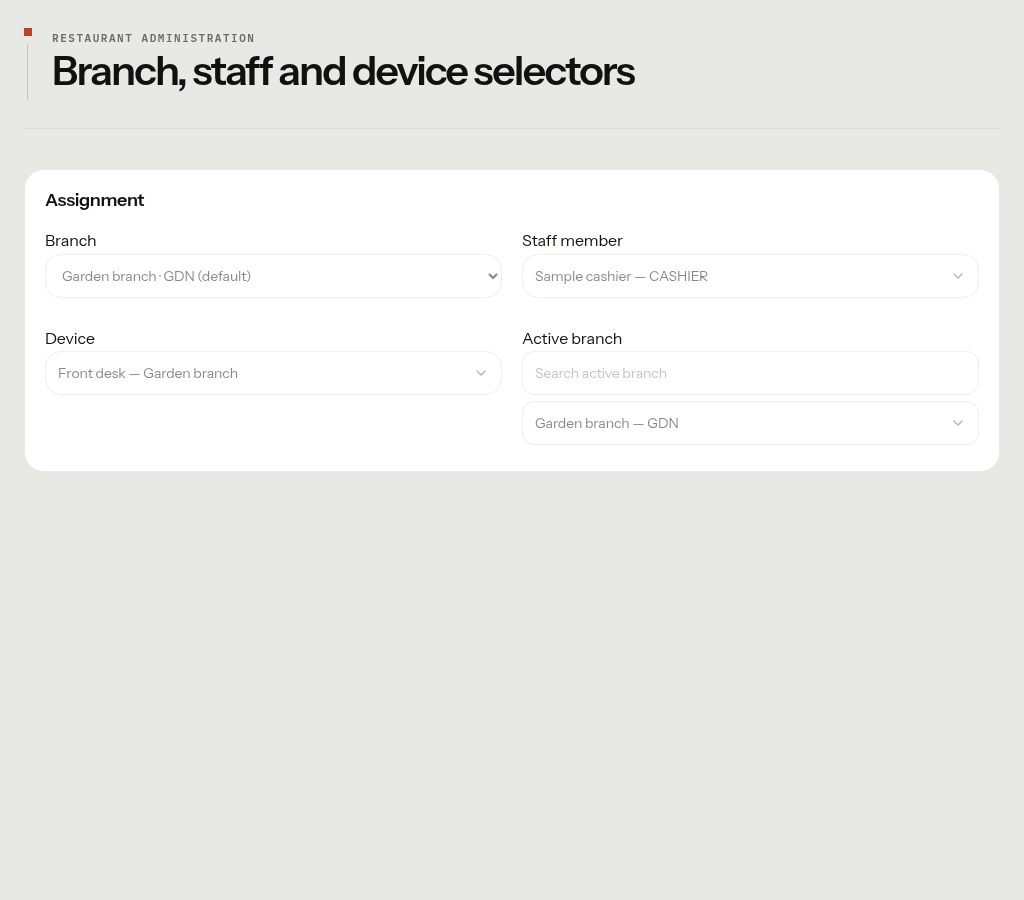 RESTAURANT ADMINISTRATION
Branch, staff and device selectors
Assignment
Branch
Garden branch · GDN (default)
Staff member
Sample cashier — CASHIER
Device
Front desk — Garden branch
Active branch
Search active branch
Garden branch — GDN